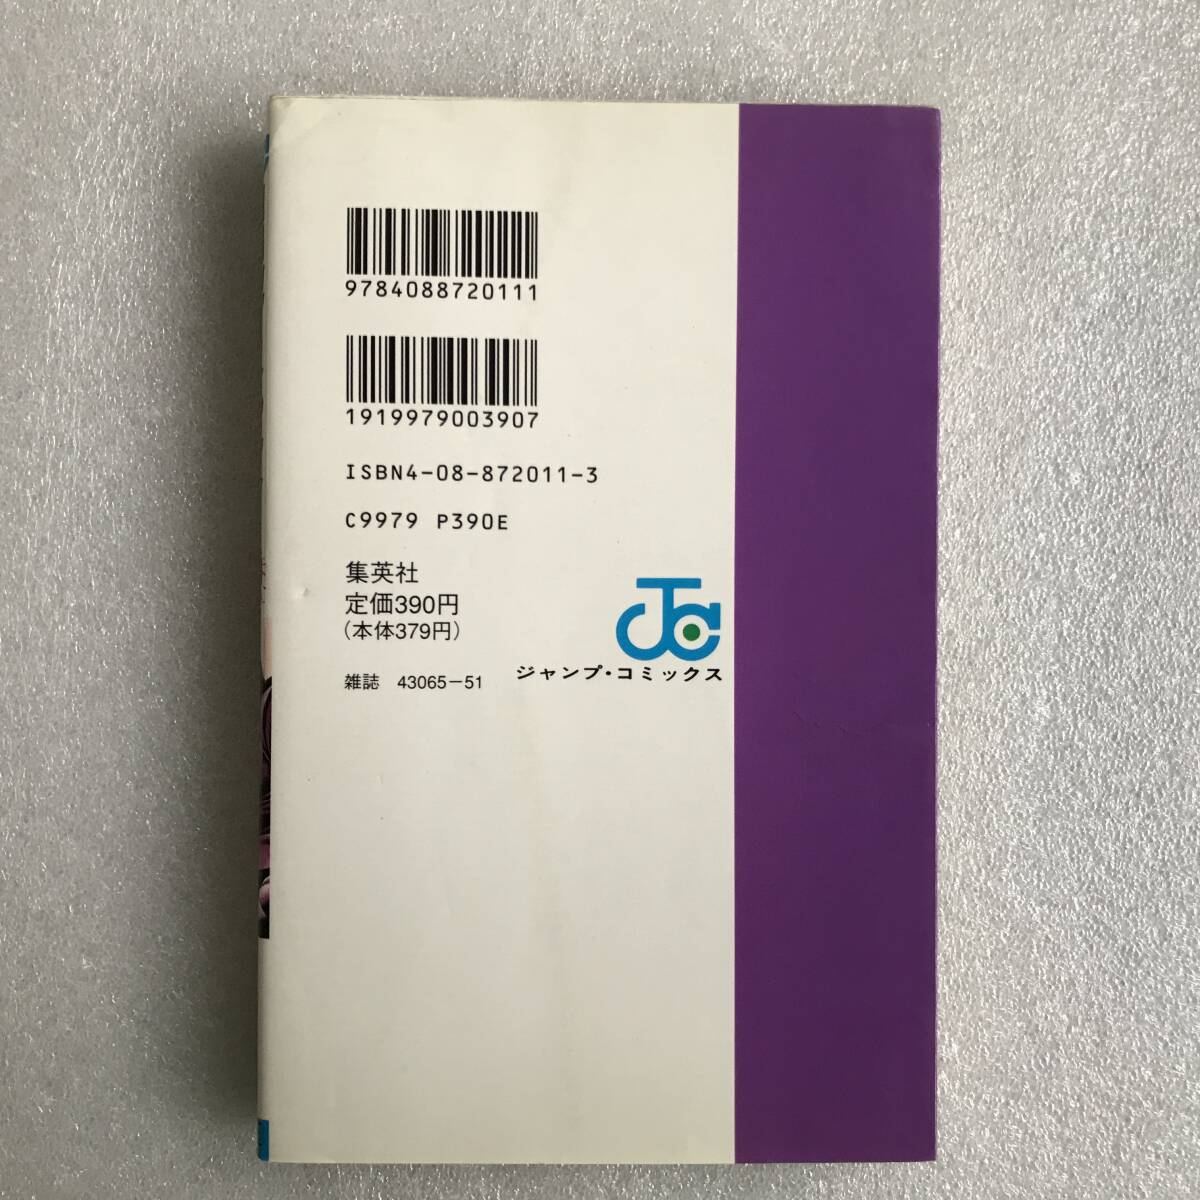 9784088720111
1919979003907
ISBN4-08-872011-3
C9979 P390E
集英社
定価390円
(本体379円)
雑誌 43065-51
JC
ジャンプ・コミックス